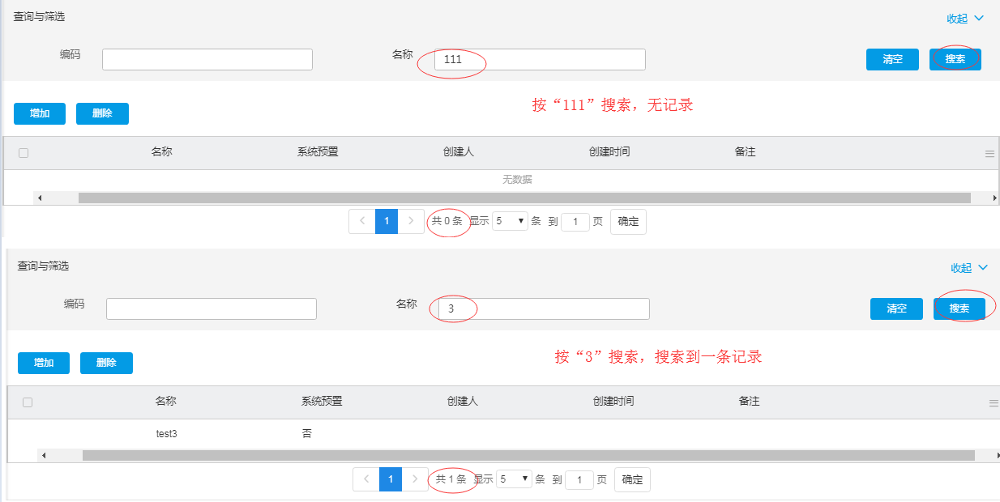 查询与筛选
收起
编码
名称 111
清空 搜索
按“111”搜索，无记录
增加 删除
名称 系统预置 创建人 创建时间 备注
无数据
1 共 0 条 显示 5 条 到 1 页 确定
查询与筛选
收起
编码
名称 3
清空 搜索
按“3”搜索，搜索到一条记录
增加 删除
名称 系统预置 创建人 创建时间 备注
test3 否
1 共 1 条 显示 5 条 到 1 页 确定